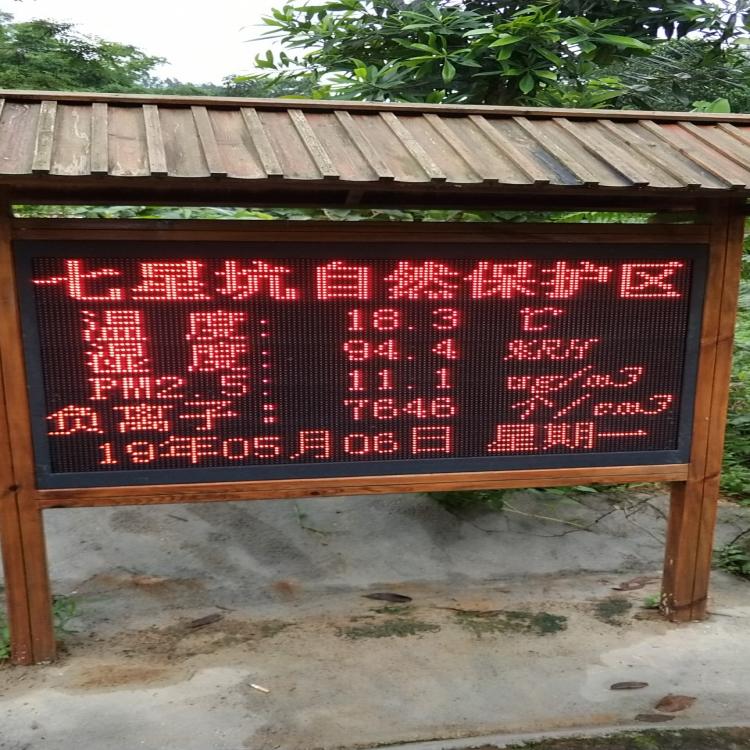 七星坑自然保护区
温度: 18.3 ℃
湿度: 94.4 %RH
PM2.5: 11.1 ug/m3
负离子: 7646 个/cm3
19年05月06日 星期一